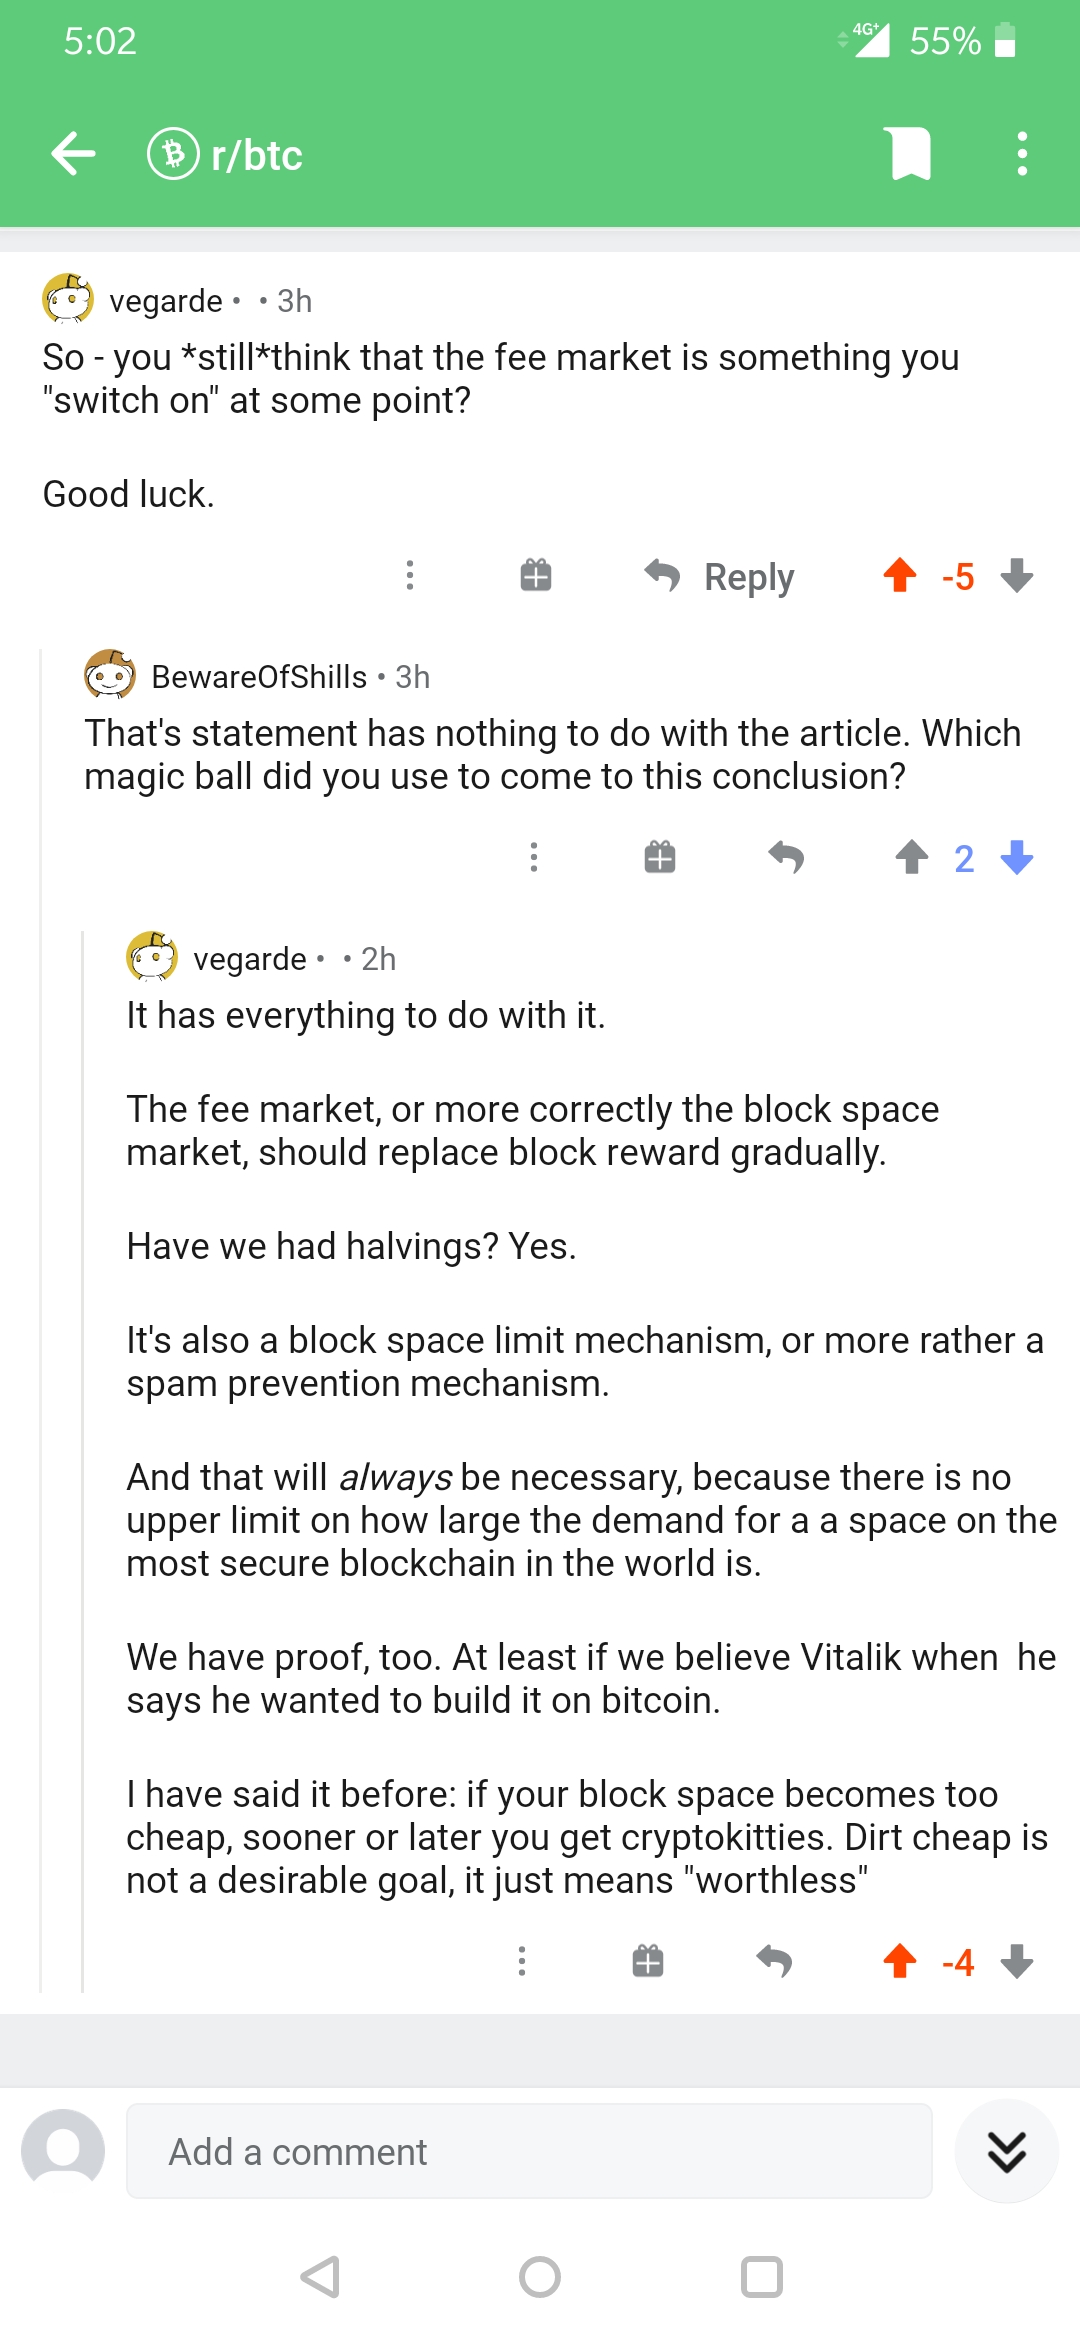 5:02
4G+ 55%
r/btc
vegarde • • 3h
So - you *still*think that the fee market is something you
"switch on" at some point?
Good luck.
Reply -5
BewareOfShills • 3h
That's statement has nothing to do with the article. Which
magic ball did you use to come to this conclusion?
2
vegarde • • 2h
It has everything to do with it.
The fee market, or more correctly the block space
market, should replace block reward gradually.
Have we had halvings? Yes.
It's also a block space limit mechanism, or more rather a
spam prevention mechanism.
And that will always be necessary, because there is no
upper limit on how large the demand for a a space on the
most secure blockchain in the world is.
We have proof, too. At least if we believe Vitalik when  he
says he wanted to build it on bitcoin.
I have said it before: if your block space becomes too
cheap, sooner or later you get cryptokitties. Dirt cheap is
not a desirable goal, it just means "worthless"
-4
Add a comment